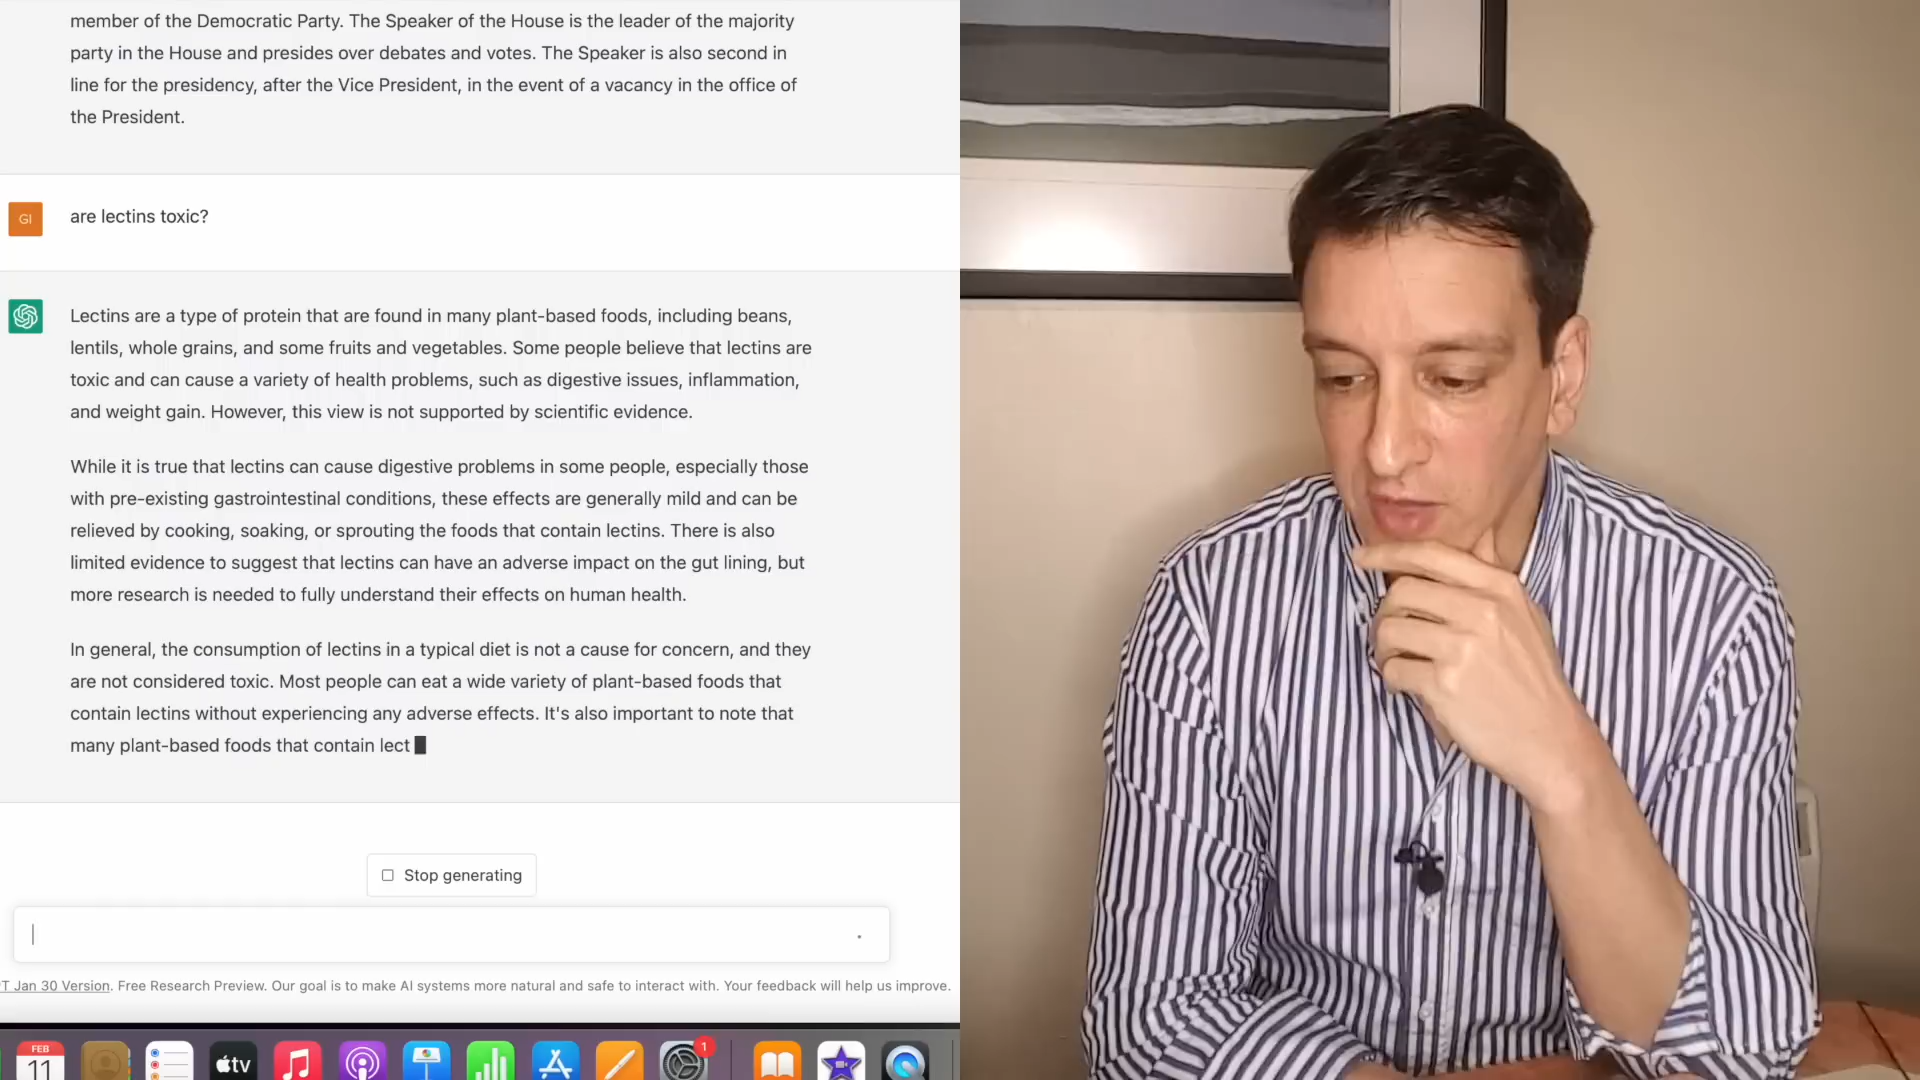 member of the Democratic Party. The Speaker of the House is the leader of the majority
party in the House and presides over debates and votes. The Speaker is also second in
line for the presidency, after the Vice President, in the event of a vacancy in the office of
the President.
GI
are lectins toxic?
Lectins are a type of protein that are found in many plant-based foods, including beans,
lentils, whole grains, and some fruits and vegetables. Some people believe that lectins are
toxic and can cause a variety of health problems, such as digestive issues, inflammation,
and weight gain. However, this view is not supported by scientific evidence.
While it is true that lectins can cause digestive problems in some people, especially those
with pre-existing gastrointestinal conditions, these effects are generally mild and can be
relieved by cooking, soaking, or sprouting the foods that contain lectins. There is also
limited evidence to suggest that lectins can have an adverse impact on the gut lining, but
more research is needed to fully understand their effects on human health.
In general, the consumption of lectins in a typical diet is not a cause for concern, and they
are not considered toxic. Most people can eat a wide variety of plant-based foods that
contain lectins without experiencing any adverse effects. It's also important to note that
many plant-based foods that contain lect
Stop generating
T Jan 30 Version. Free Research Preview. Our goal is to make AI systems more natural and safe to interact with. Your feedback will help us improve.
FEB
11
tv
1